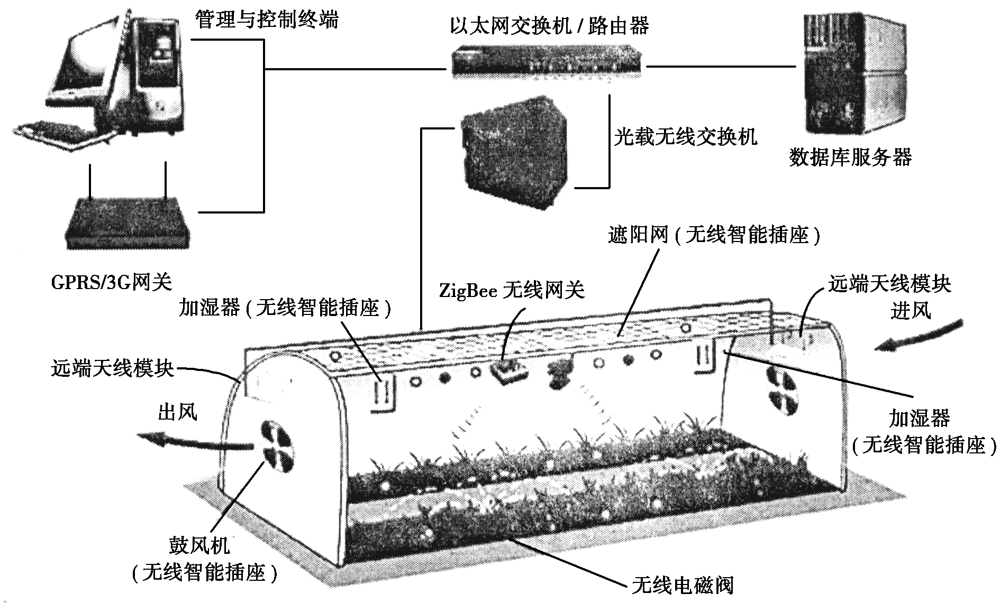 管理与控制终端
以太网交换机/路由器
光载无线交换机
数据库服务器
GPRS/3G网关
遮阳网(无线智能插座)
ZigBee 无线网关
远端天线模块
进风
加湿器(无线智能插座)
远端天线模块
出风
加湿器
(无线智能插座)
鼓风机
(无线智能插座)
无线电磁阀